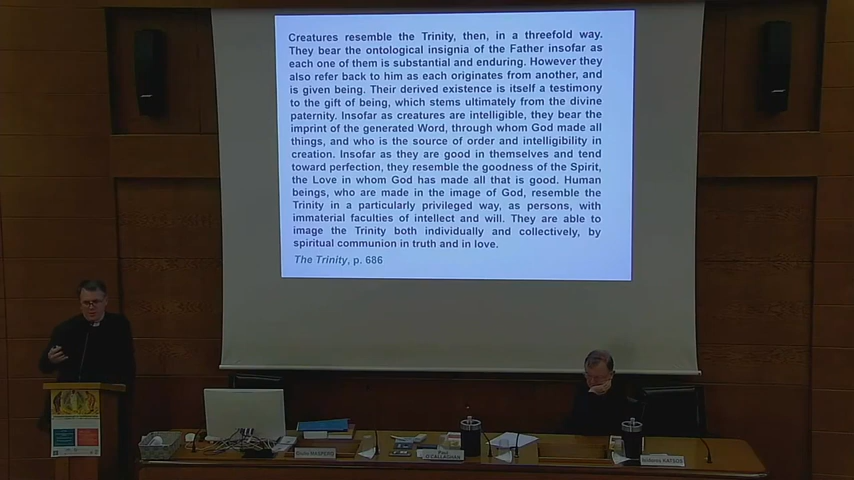 Creatures resemble the Trinity, then, in a threefold way.
They bear the ontological insignia of the Father insofar as
each one of them is substantial and enduring. However they
also refer back to him as each originates from another, and
is given being. Their derived existence is itself a testimony
to the gift of being, which stems ultimately from the divine
paternity. Insofar as creatures are intelligible, they bear the
imprint of the generated Word, through whom God made all
things, and who is the source of order and intelligibility in
creation. Insofar as they are good in themselves and tend
toward perfection, they resemble the goodness of the Spirit,
the Love in whom God has made all that is good. Human
beings, who are made in the image of God, resemble the
Trinity in a particularly privileged way, as persons, with
immaterial faculties of intellect and will. They are able to
image the Trinity both individually and collectively, by
spiritual communion in truth and in love.
The Trinity, p. 686
Giulio MASPERO
Paul
O'CALLAGHAN
KATSOS